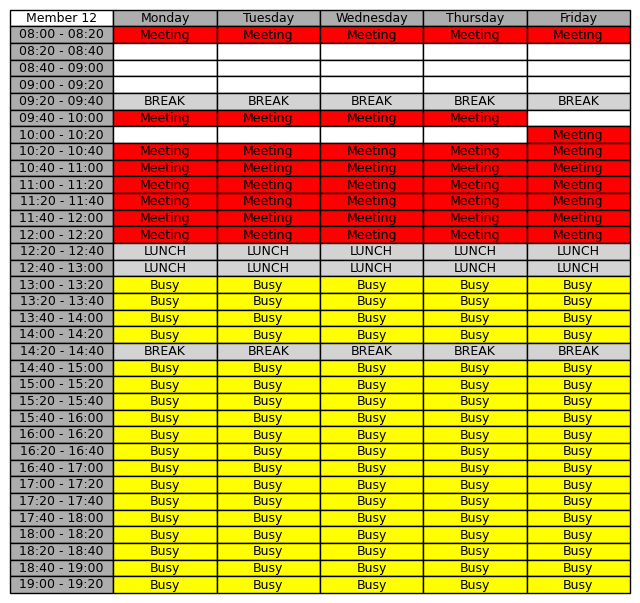 Member 12 Monday Tuesday Wednesday Thursday Friday
08:00 - 08:20 Meeting Meeting Meeting Meeting Meeting
08:20 - 08:40
08:40 - 09:00
09:00 - 09:20
09:20 - 09:40 BREAK BREAK BREAK BREAK BREAK
09:40 - 10:00 Meeting Meeting Meeting Meeting
10:00 - 10:20 Meeting
10:20 - 10:40 Meeting Meeting Meeting Meeting Meeting
10:40 - 11:00 Meeting Meeting Meeting Meeting Meeting
11:00 - 11:20 Meeting Meeting Meeting Meeting Meeting
11:20 - 11:40 Meeting Meeting Meeting Meeting Meeting
11:40 - 12:00 Meeting Meeting Meeting Meeting Meeting
12:00 - 12:20 Meeting Meeting Meeting Meeting Meeting
12:20 - 12:40 LUNCH LUNCH LUNCH LUNCH LUNCH
12:40 - 13:00 LUNCH LUNCH LUNCH LUNCH LUNCH
13:00 - 13:20 Busy Busy Busy Busy Busy
13:20 - 13:40 Busy Busy Busy Busy Busy
13:40 - 14:00 Busy Busy Busy Busy Busy
14:00 - 14:20 Busy Busy Busy Busy Busy
14:20 - 14:40 BREAK BREAK BREAK BREAK BREAK
14:40 - 15:00 Busy Busy Busy Busy Busy
15:00 - 15:20 Busy Busy Busy Busy Busy
15:20 - 15:40 Busy Busy Busy Busy Busy
15:40 - 16:00 Busy Busy Busy Busy Busy
16:00 - 16:20 Busy Busy Busy Busy Busy
16:20 - 16:40 Busy Busy Busy Busy Busy
16:40 - 17:00 Busy Busy Busy Busy Busy
17:00 - 17:20 Busy Busy Busy Busy Busy
17:20 - 17:40 Busy Busy Busy Busy Busy
17:40 - 18:00 Busy Busy Busy Busy Busy
18:00 - 18:20 Busy Busy Busy Busy Busy
18:20 - 18:40 Busy Busy Busy Busy Busy
18:40 - 19:00 Busy Busy Busy Busy Busy
19:00 - 19:20 Busy Busy Busy Busy Busy